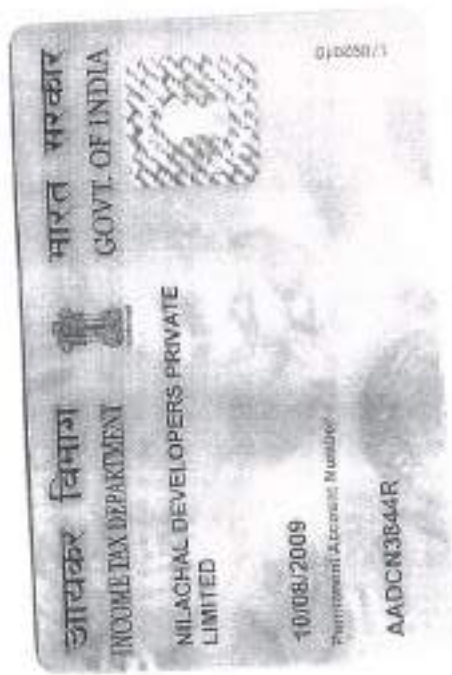 आयकर विभाग भारत सरकार
INCOME TAX DEPARTMENT GOVT. OF INDIA
NILACHAL DEVELOPERS PRIVATE
LIMITED
10/08/2009
Permanent Account Number
AADCN3844R